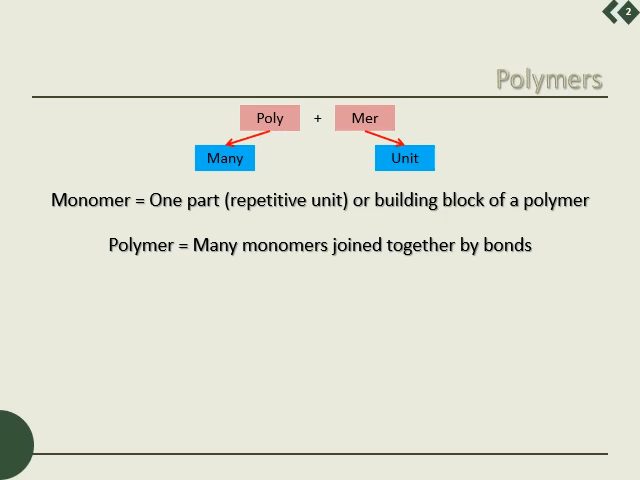 2
Polymers
Poly + Mer
Many Unit
Monomer = One part (repetitive unit) or building block of a polymer
Polymer = Many monomers joined together by bonds